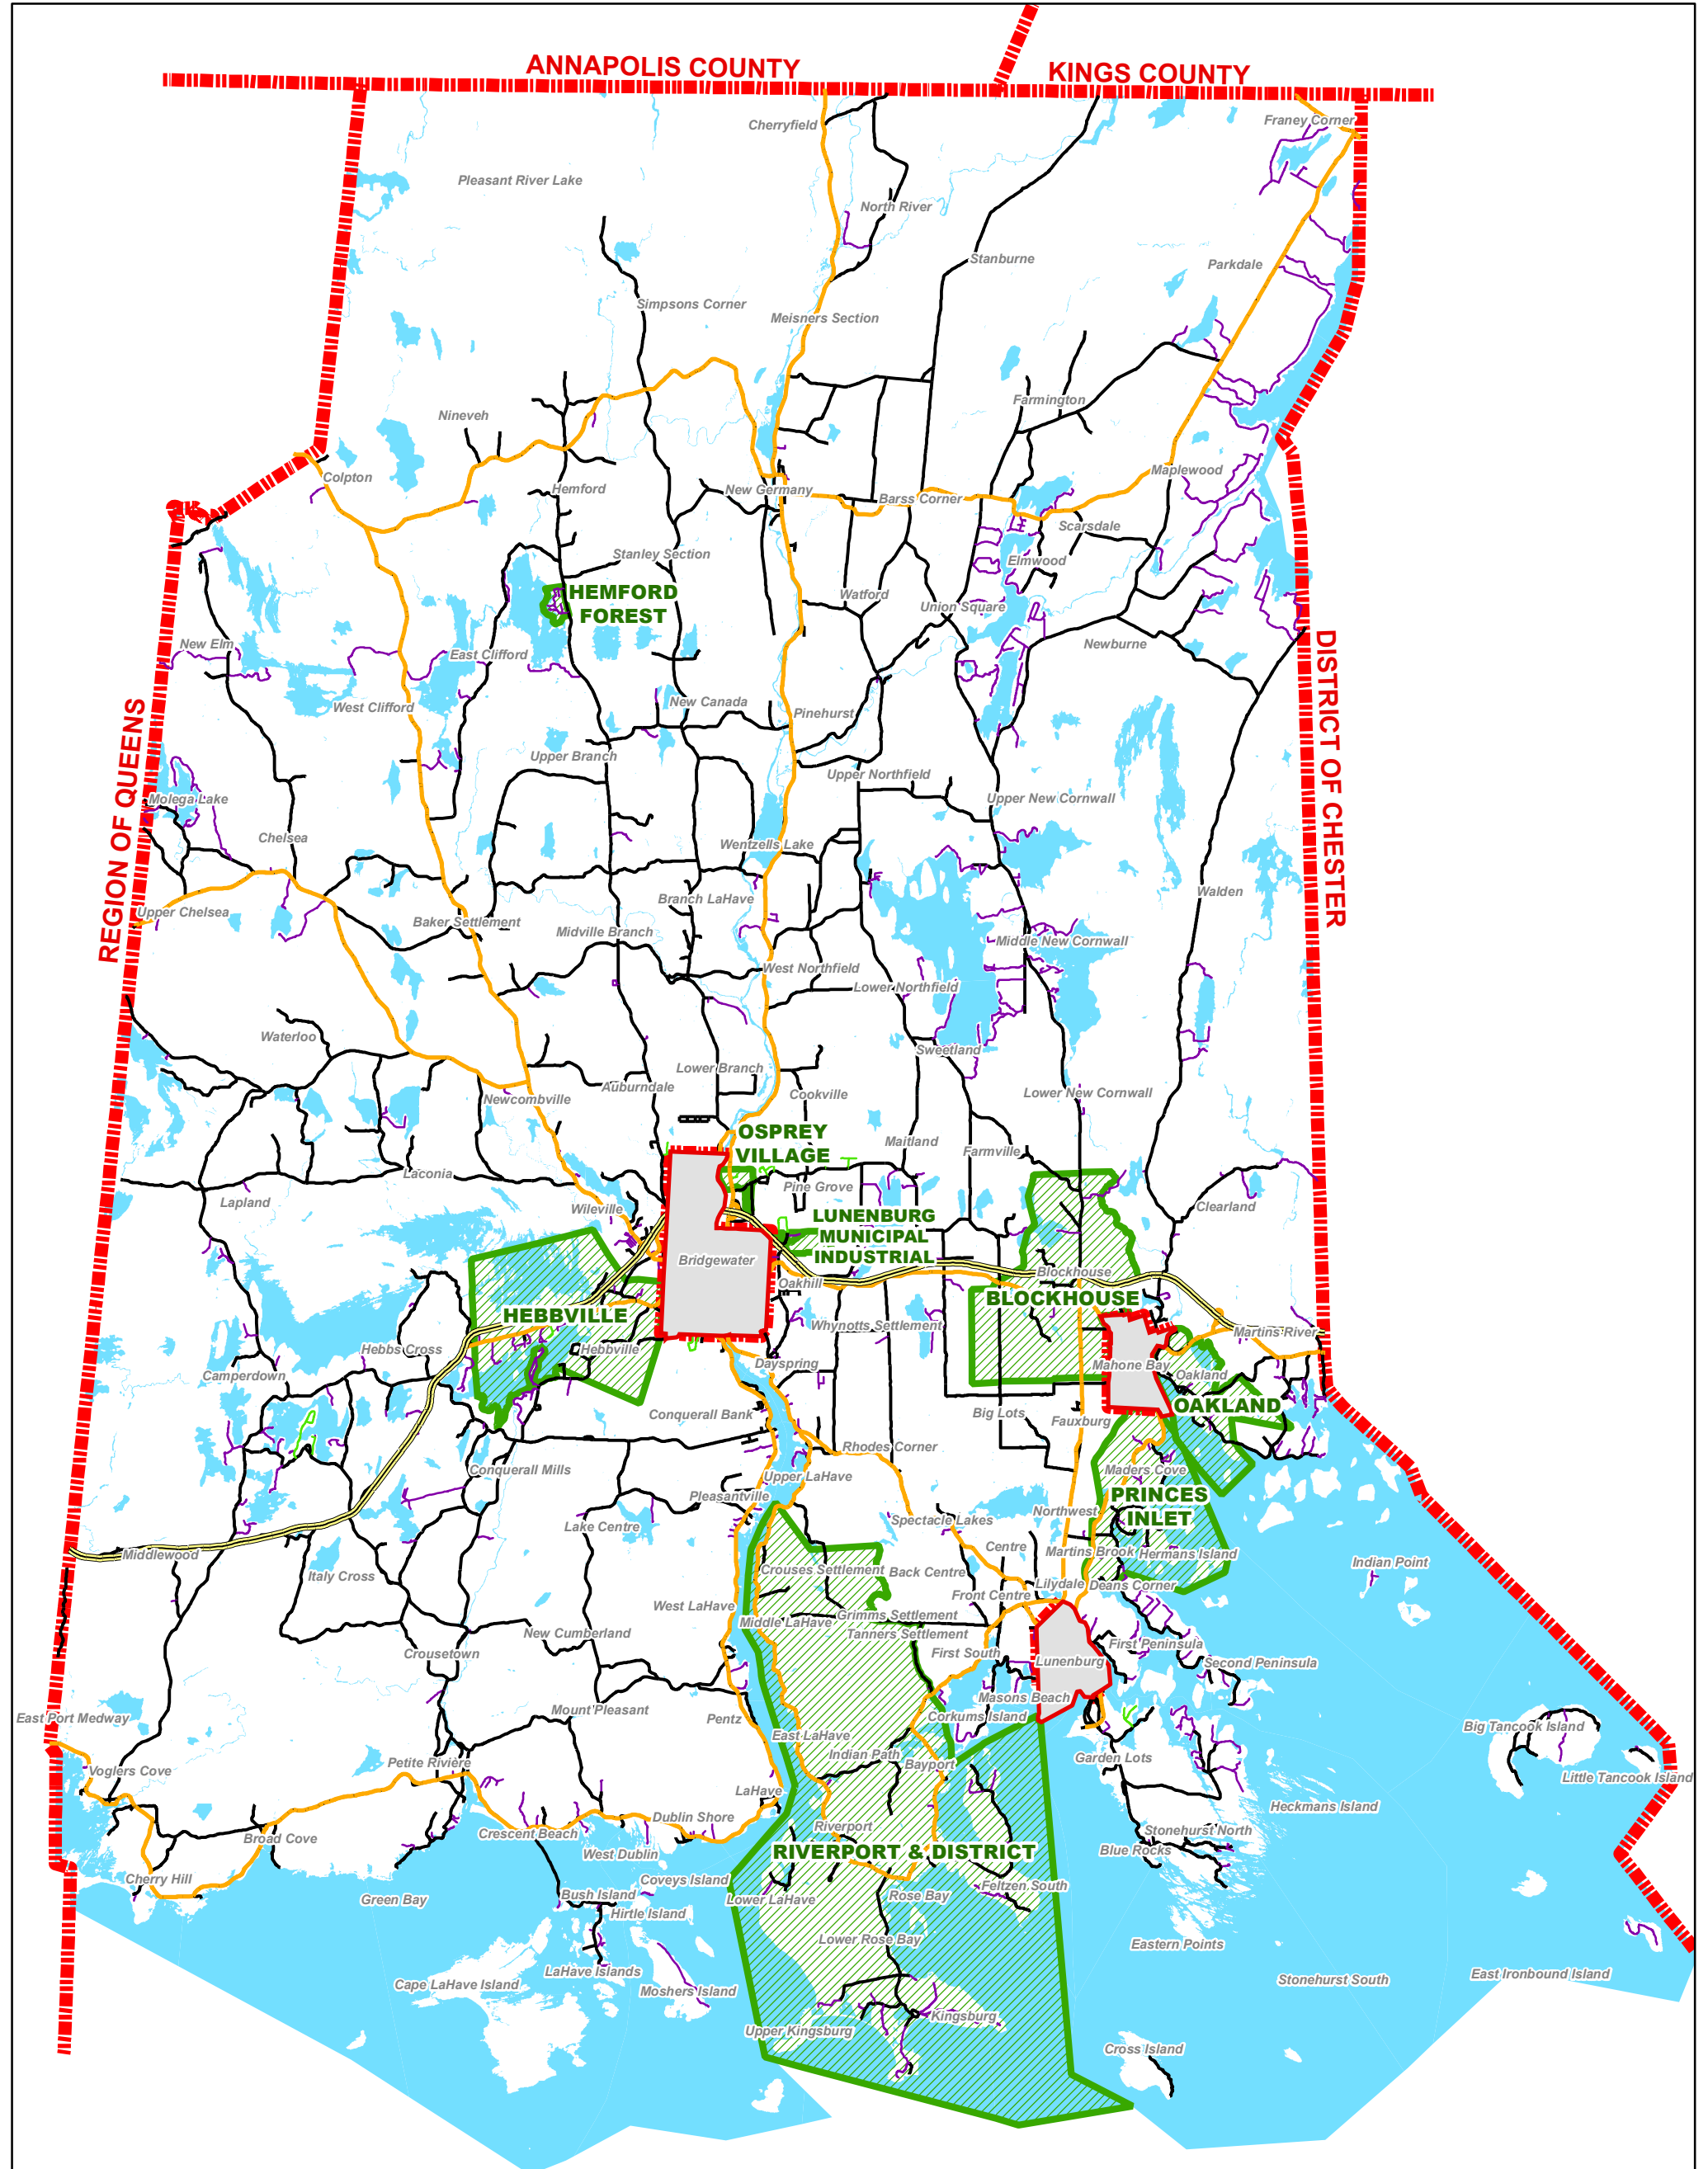 ANNAPOLIS COUNTY
KINGS COUNTY
Cherryfield
Franey Corner
Pleasant River Lake
North River
Stanburne
Parkdale
Simpsons Corner
Meisners Section
Farmington
Nineveh
Colpton
Hemford
New Germany
Barss Corner
Maplewood
Scarsdale
Stanley Section
Elmwood
HEMFORD
FOREST
Watford
Union Square
New Elm
East Clifford
Newburne
DISTRICT OF CHESTER
REGION OF QUEENS
West Clifford
New Canada
Pinehurst
Upper Branch
Upper Northfield
Molega Lake
Upper New Cornwall
Chelsea
Wentzells Lake
Walden
Upper Chelsea
Baker Settlement
Branch LaHave
Midville Branch
Middle New Cornwall
West Northfield
Lower Northfield
Waterloo
Sweetland
Lower Branch
Auburndale
Newcombville
Cookville
Lower New Cornwall
OSPREY
VILLAGE
Maitland
Farmville
Laconia
Pine Grove
Lapland
Wileville
Clearland
LUNENBURG
MUNICIPAL
INDUSTRIAL
Bridgewater
Oakhill
Blockhouse
BLOCKHOUSE
HEBBVILLE
Whynotts Settlement
Martins River
Hebbs Cross
Hebbville
Dayspring
Mahone Bay
Oakland
Camperdown
OAKLAND
Conquerall Bank
Big Lots
Fauxburg
Rhodes Corner
Conquerall Mills
Upper LaHave
Maders Cove
Pleasantville
PRINCES
INLET
Northwest
Lake Centre
Spectacle Lakes
Middlewood
Centre
Martins Brook
Hermans Island
Indian Point
Italy Cross
Crouses Settlement
Back Centre
Lilydale
Deans Corner
Front Centre
West LaHave
Middle LaHave
Grimms Settlement
New Cumberland
Tanners Settlement
First South
First Peninsula
Crousetown
Lunenburg
Second Peninsula
Masons Beach
East Port Medway
Mount Pleasant
Pentz
Corkums Island
Big Tancook Island
East LaHave
Indian Path
Bayport
Garden Lots
Voglers Cove
Petite Rivière
Little Tancook Island
LaHave
Heckmans Island
Dublin Shore
Riverport
Crescent Beach
Broad Cove
Stonehurst North
Blue Rocks
West Dublin
RIVERPORT & DISTRICT
Cherry Hill
Coveys Island
Feltzen South
Green Bay
Bush Island
Lower LaHave
Rose Bay
Hirtle Island
Lower Rose Bay
Eastern Points
LaHave Islands
Cape LaHave Island
Moshers Island
Stonehurst South
East Ironbound Island
Kingsburg
Upper Kingsburg
Cross Island